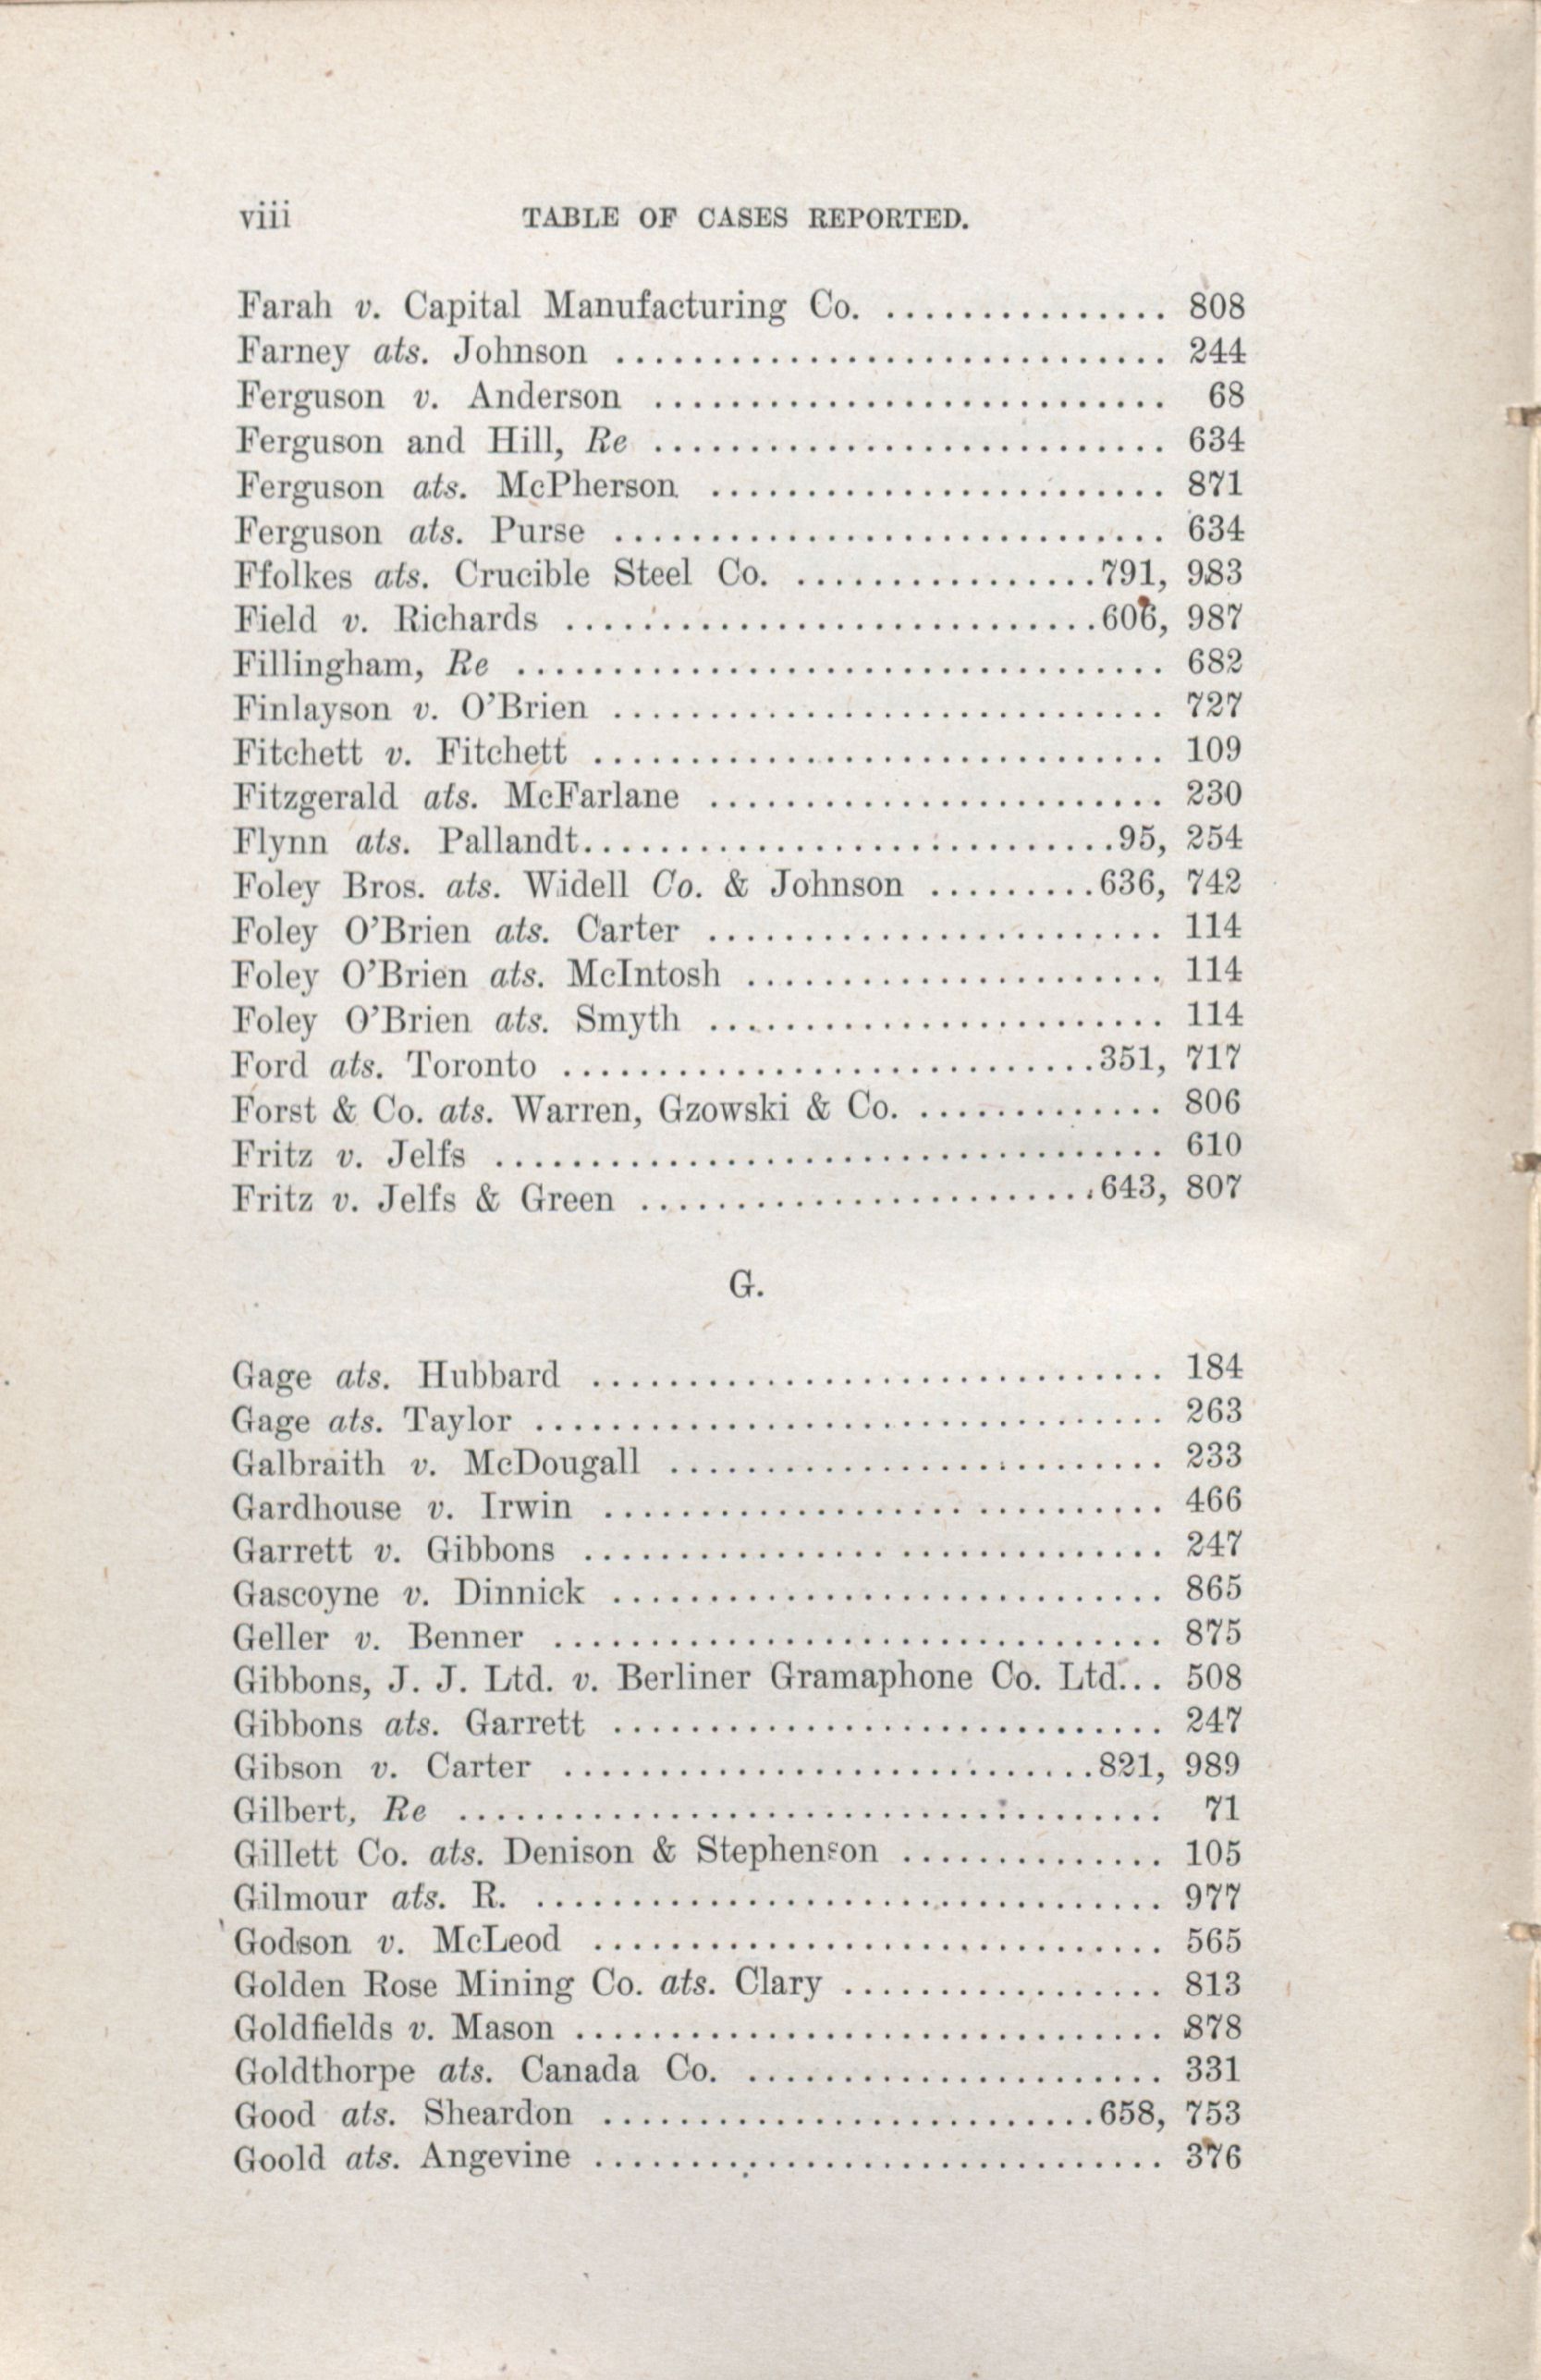 viii TABLE OF CASES REPORTED.
Farah v. Capital Manufacturing Co. ............... 808
Farney ats. Johnson ............................. 244
Ferguson v. Anderson ........................... 68
Ferguson and Hill, Re ........................... 634
Ferguson ats. McPherson ........................ 871
Ferguson ats. Purse ............................. 634
Ffolkes ats. Crucible Steel Co. ................791, 983
Field v. Richards ............................606, 987
Fillingham, Re .................................. 682
Finlayson v. O'Brien ............................. 727
Fitchett v. Fitchett .............................. 109
Fitzgerald ats. McFarlane ........................ 230
Flynn ats. Pallandt............................95, 254
Foley Bros. ats. Widell Co. & Johnson .........636, 742
Foley O'Brien ats. Carter ........................ 114
Foley O'Brien ats. McIntosh ...................... 114
Foley O'Brien ats. Smyth ........................ 114
Ford ats. Toronto ............................351, 717
Forst & Co. ats. Warren, Gzowski & Co. ............. 806
Fritz v. Jelfs ................................... 610
Fritz v. Jelfs & Green ........................643, 807
G.
Gage ats. Hubbard .............................. 184
Gage ats. Taylor ................................. 263
Galbraith v. McDougall .......................... 233
Gardhouse v. Irwin ............................. 466
Garrett v. Gibbons .............................. 247
Gascoyne v. Dinnick ............................. 865
Geller v. Benner ................................ 875
Gibbons, J. J. Ltd. v. Berliner Gramaphone Co. Ltd... 508
Gibbons ats. Garrett ............................. 247
Gibson v. Carter ............................821, 989
Gilbert, Re ..................................... 71
Gillett Co. ats. Denison & Stephenson .............. 105
Gilmour ats. R. ................................. 977
Godson v. McLeod .............................. 565
Golden Rose Mining Co. ats. Clary ................. 813
Goldfields v. Mason ............................... 878
Goldthorpe ats. Canada Co. ...................... 331
Good ats. Sheardon ..........................658, 753
Goold ats. Angevine .............................. 376